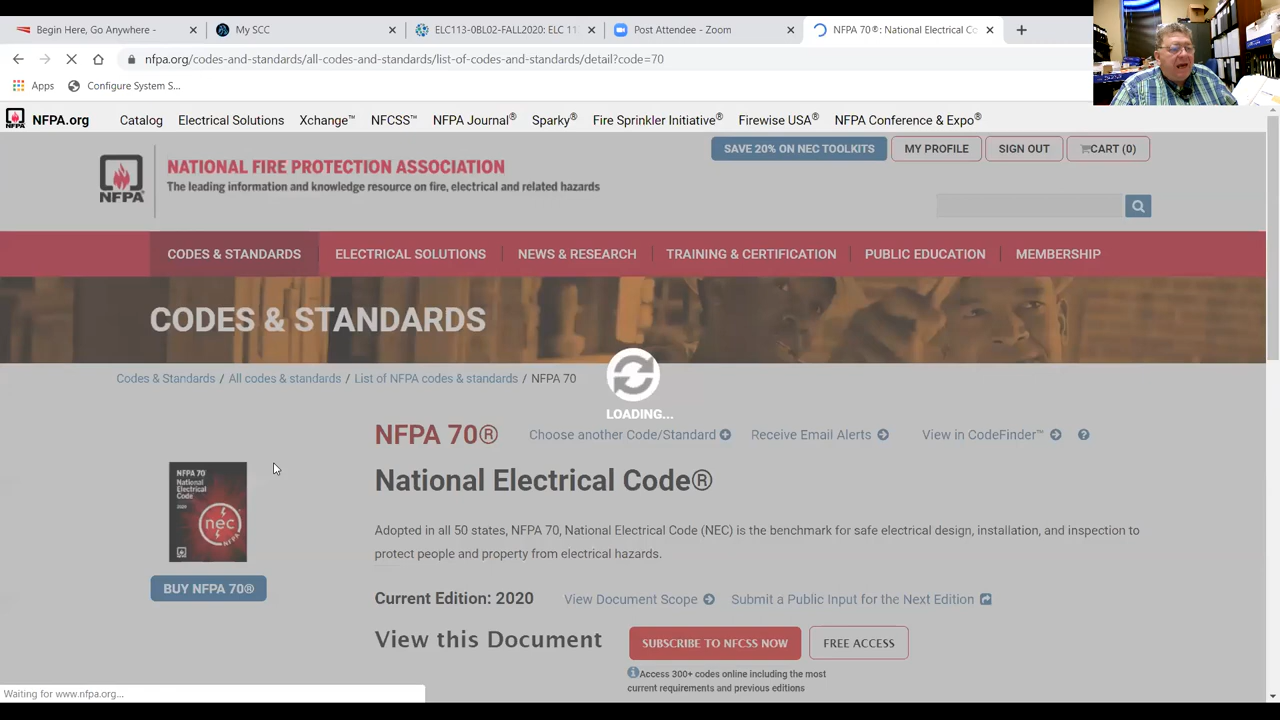 Begin Here, Go Anywhere -
My SCC
ELC113-0BL02-FALL2020: ELC 11
Post Attendee - Zoom
NFPA 70®: National Electrical Co
nfpa.org/codes-and-standards/all-codes-and-standards/list-of-codes-and-standards/detail?code=70
Apps Configure System S...
NFPA.org Catalog Electrical Solutions Xchange™ NFCSS™ NFPA Journal® Sparky® Fire Sprinkler Initiative® Firewise USA® NFPA Conference & Expo®
SAVE 20% ON NEC TOOLKITS MY PROFILE SIGN OUT CART (0)
NFPA
NATIONAL FIRE PROTECTION ASSOCIATION
The leading information and knowledge resource on fire, electrical and related hazards
CODES & STANDARDS ELECTRICAL SOLUTIONS NEWS & RESEARCH TRAINING & CERTIFICATION PUBLIC EDUCATION MEMBERSHIP
CODES & STANDARDS
Codes & Standards / All codes & standards / List of NFPA codes & standards / NFPA 70
LOADING...
NFPA 70® Choose another Code/Standard Receive Email Alerts View in CodeFinder™
National Electrical Code®
NFPA 70
National
Electrical
Code
2020
nec
Adopted in all 50 states, NFPA 70, National Electrical Code (NEC) is the benchmark for safe electrical design, installation, and inspection to
protect people and property from electrical hazards.
BUY NFPA 70®
Current Edition: 2020 View Document Scope Submit a Public Input for the Next Edition
View this Document SUBSCRIBE TO NFCSS NOW FREE ACCESS
Access 300+ codes online including the most
current requirements and previous editions
Waiting for www.nfpa.org...